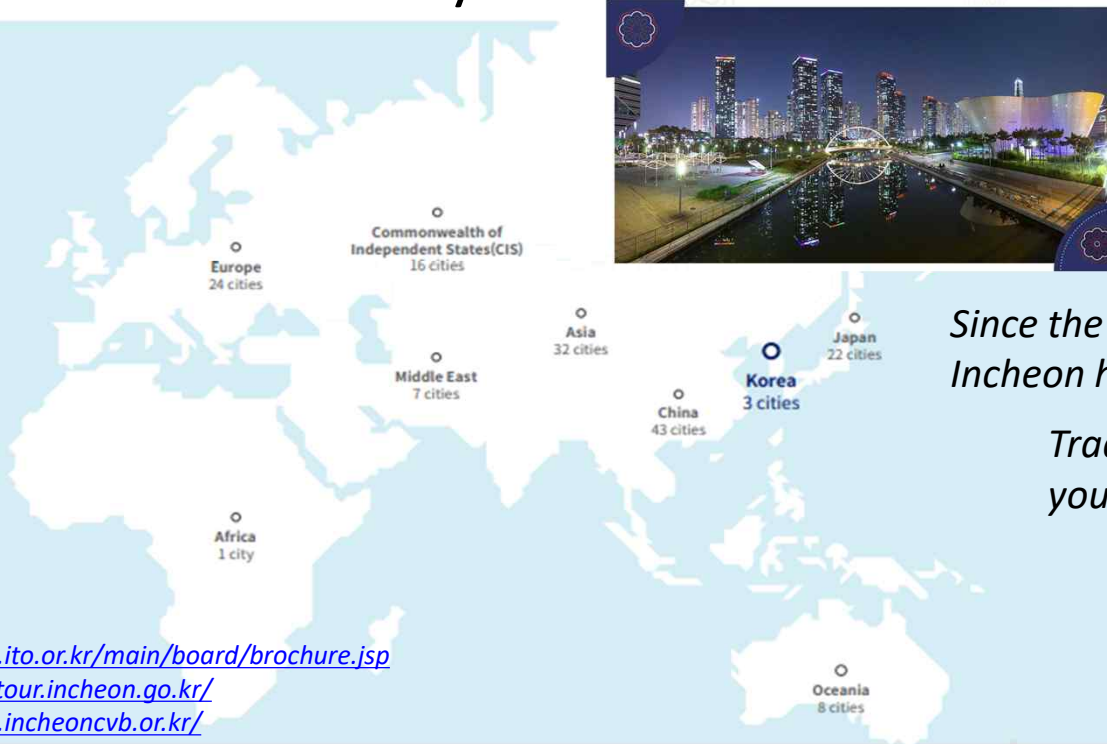 Commonwealth of
Independent States(CIS)
16 cities
Europe
24 cities
Asia
32 cities
Japan
22 cities
Middle East
7 cities
Korea
3 cities
China
43 cities
Africa
1 city
Oceania
8 cities
Since the
Incheon h
Trad
you
.ito.or.kr/main/board/brochure.jsp
tour.incheon.go.kr/
.incheoncvb.or.kr/